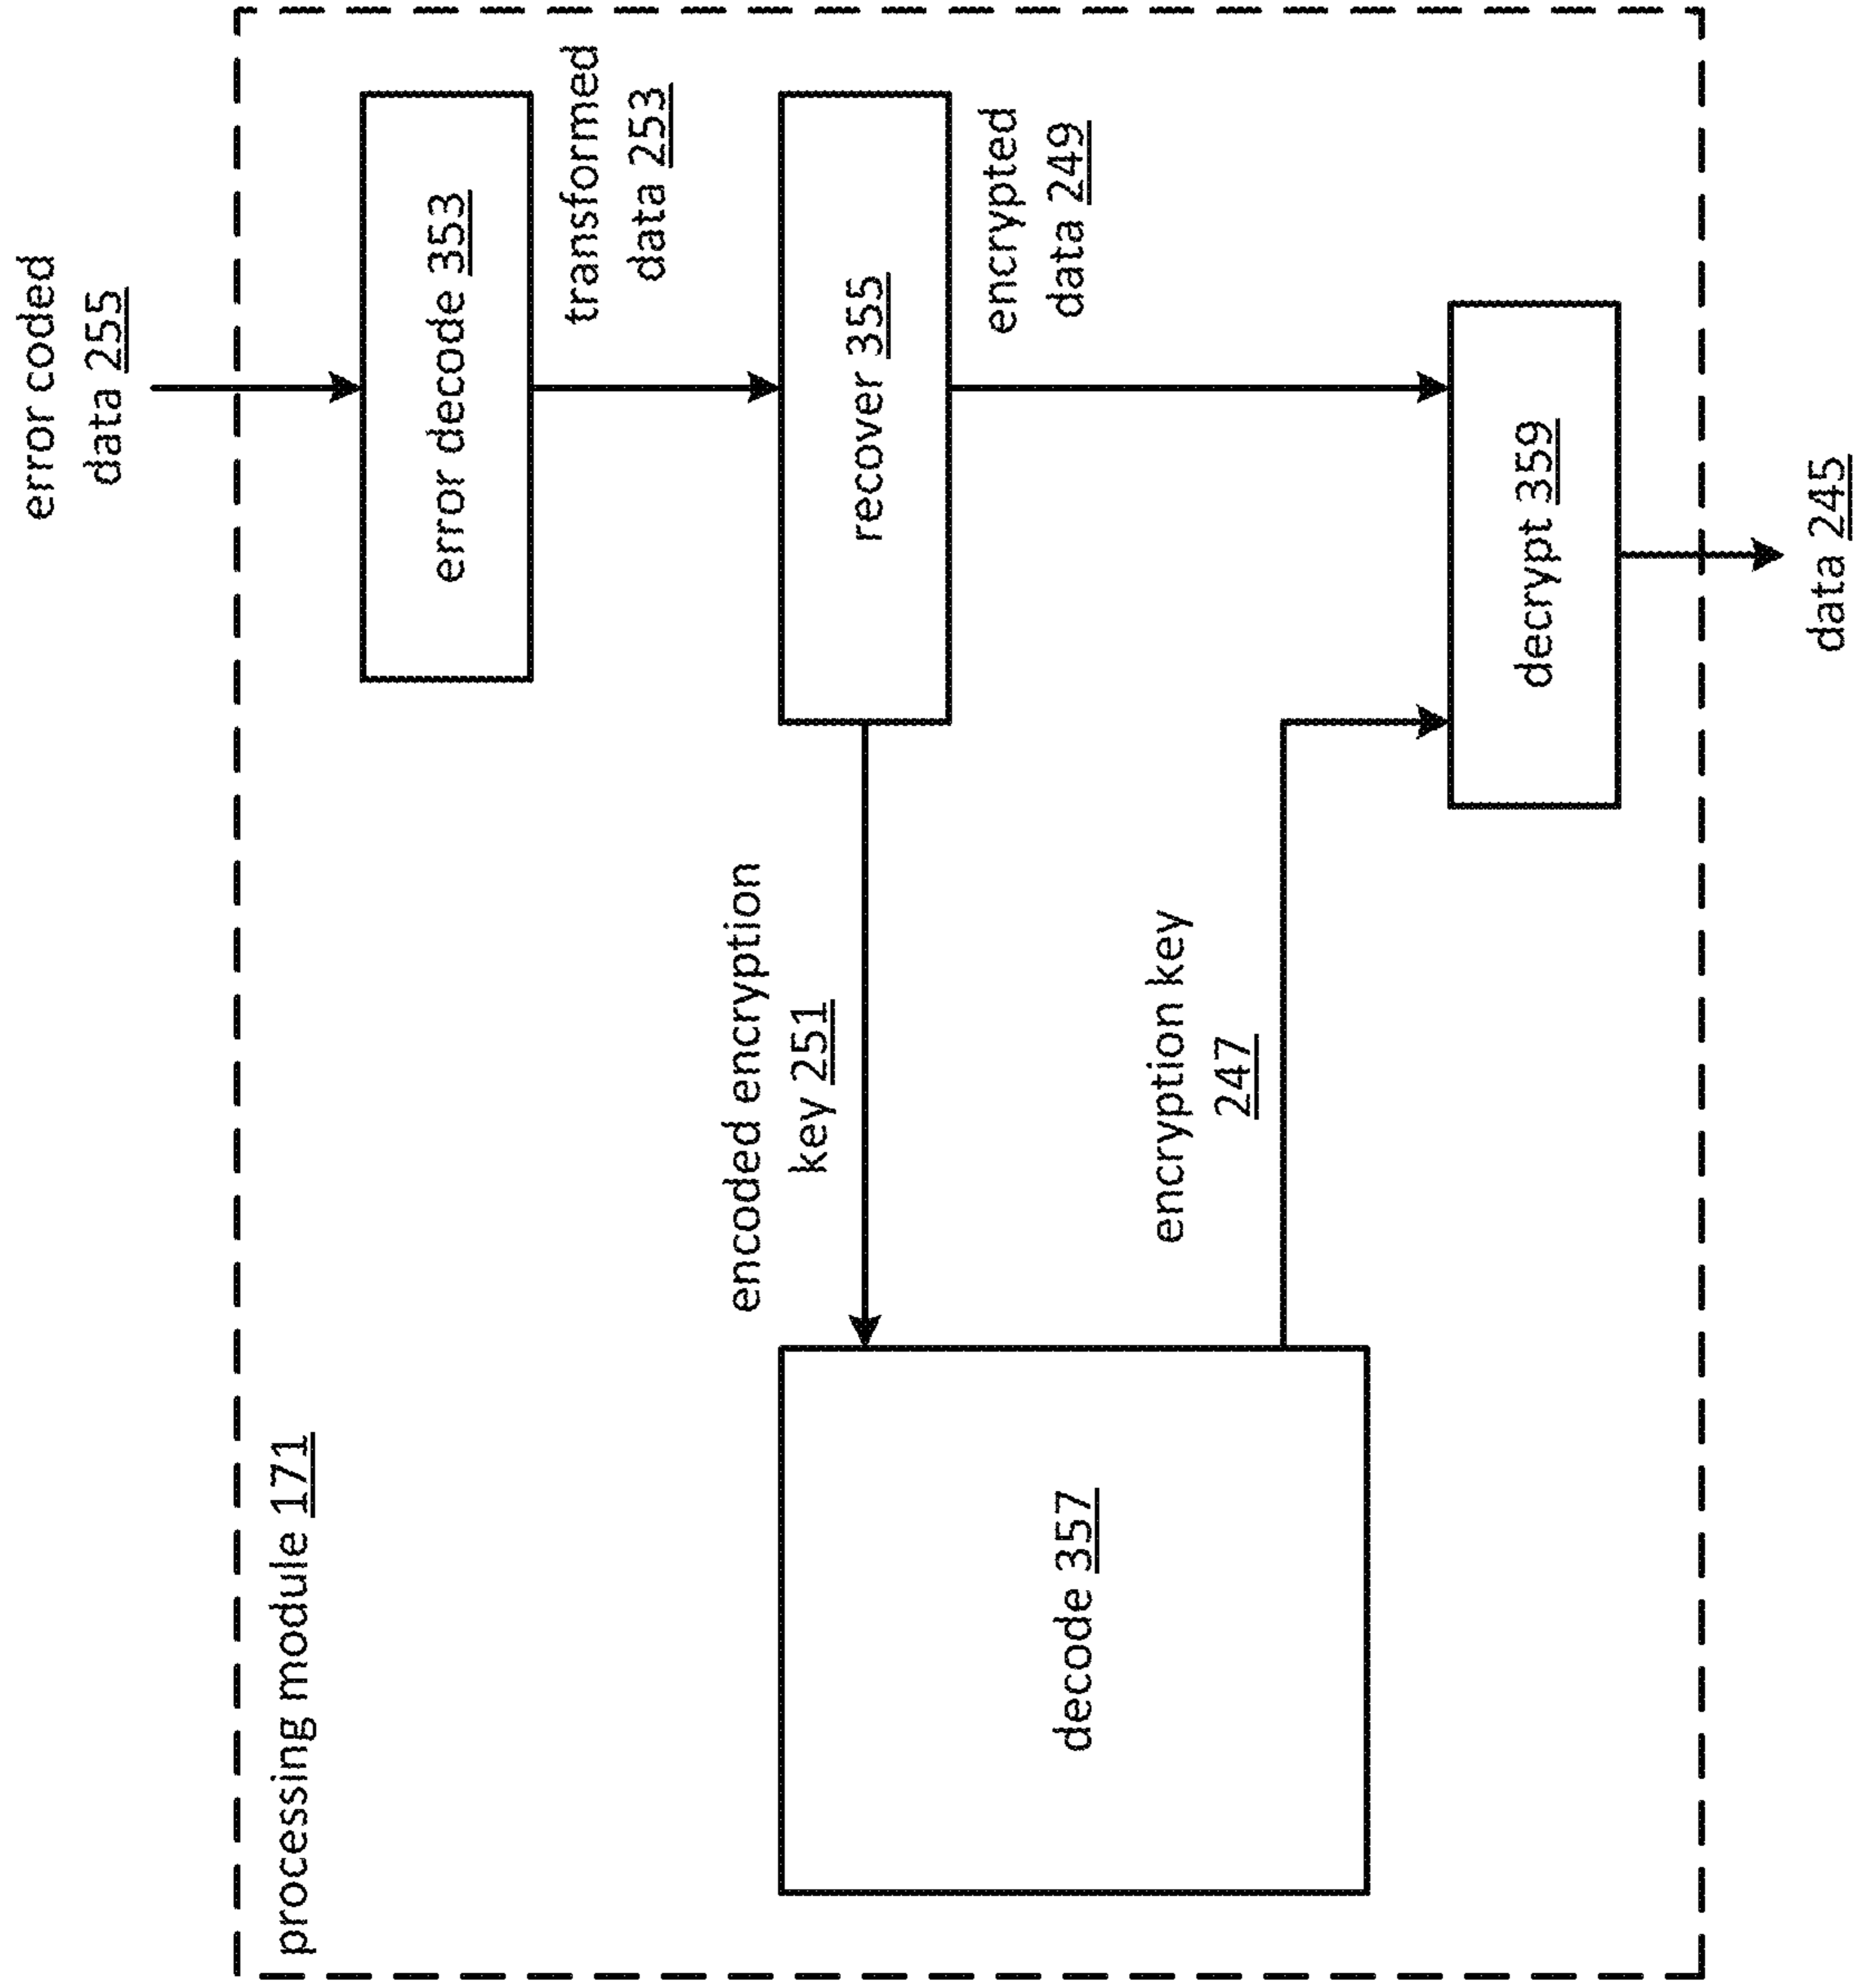 processing module 171
error coded
data 255
error decode 353
transformed
data 253
recover 355
encrypted
data 249
encoded encryption
key 251
decode 357
encryption key
247
decrypt 359
data 245